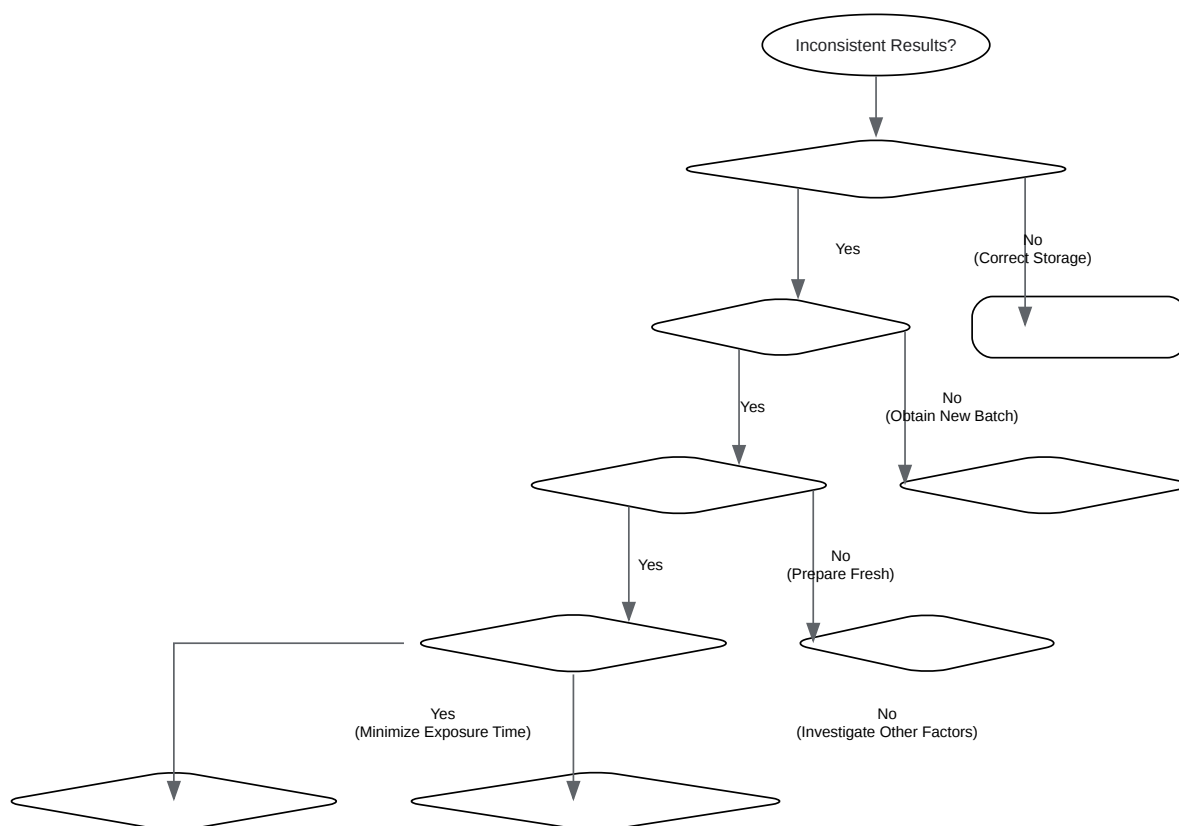 Inconsistent Results?
Yes
No
(Correct Storage)
Yes
No
(Obtain New Batch)
Yes
No
(Prepare Fresh)
Yes
(Minimize Exposure Time)
No
(Investigate Other Factors)